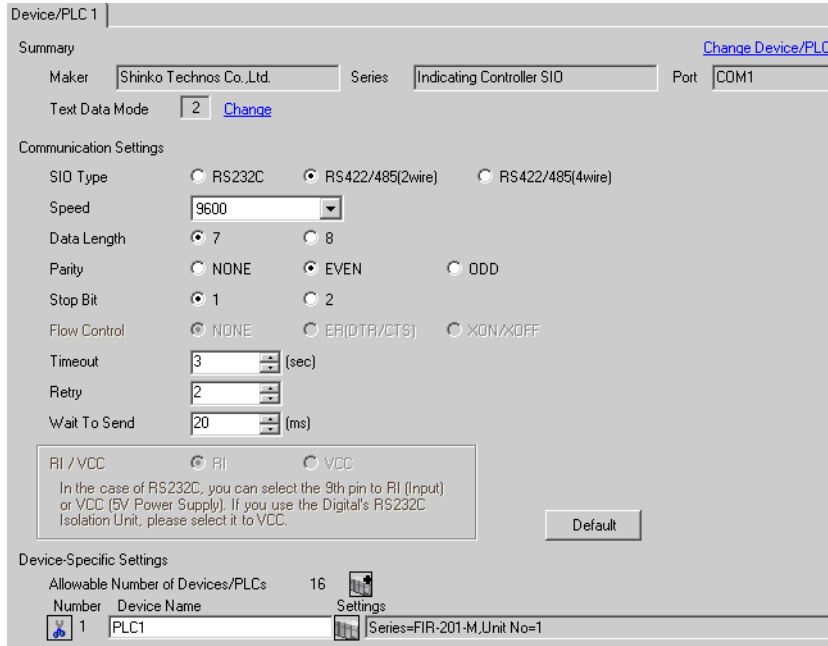 Device/PLC 1
Summary Change Device/PLC
Maker Shinko Technos Co.,Ltd. Series Indicating Controller SIO Port COM1
Text Data Mode 2 Change
Communication Settings
SIO Type RS232C RS422/485(2wire) RS422/485(4wire)
Speed 9600
Data Length 7 8
Parity NONE EVEN ODD
Stop Bit 1 2
Flow Control NONE ER(DTR/CTS) XON/XOFF
Timeout 3 (sec)
Retry 2
Wait To Send 20 (ms)
RI / VCC RI VCC
In the case of RS232C, you can select the 9th pin to RI (Input)
or VCC (5V Power Supply). If you use the Digital's RS232C
Isolation Unit, please select it to VCC.
Default
Device-Specific Settings
Allowable Number of Devices/PLCs 16
Number Device Name Settings
1 PLC1 Series=FIR-201-M,Unit No=1